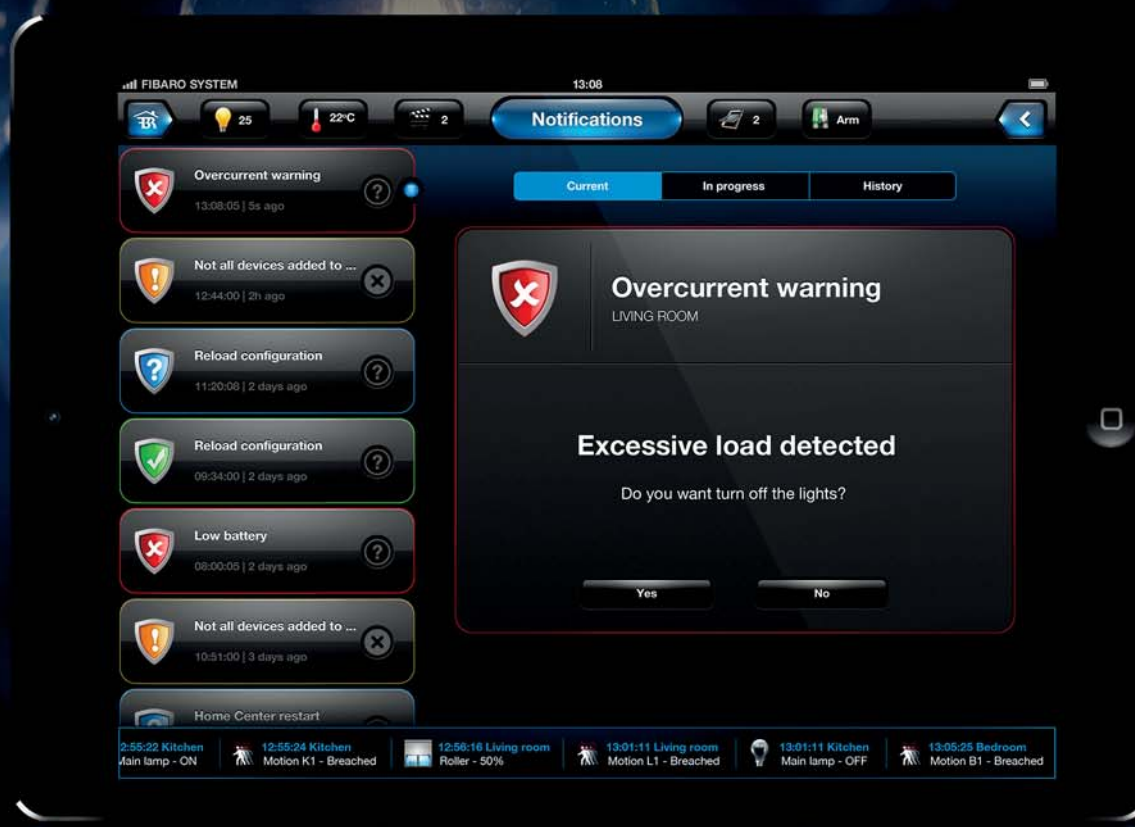 FIBARO SYSTEM
13:08
25
22°C
2
Notifications
2
Arm
Overcurrent warning
13:08:05 | 5s ago
Not all devices added to ...
12:44:00 | 2h ago
Reload configuration
11:20:08 | 2 days ago
Reload configuration
09:34:00 | 2 days ago
Low battery
08:00:05 | 2 days ago
Not all devices added to ...
10:51:00 | 3 days ago
Home Center restart
Current
In progress
History
Overcurrent warning
LIVING ROOM
Excessive load detected
Do you want turn off the lights?
Yes
No
2:55:22 Kitchen
Main lamp - ON
12:55:24 Kitchen
Motion K1 - Breached
12:56:16 Living room
Roller - 50%
13:01:11 Living room
Motion L1 - Breached
13:01:11 Kitchen
Main lamp - OFF
13:05:25 Bedroom
Motion B1 - Breached